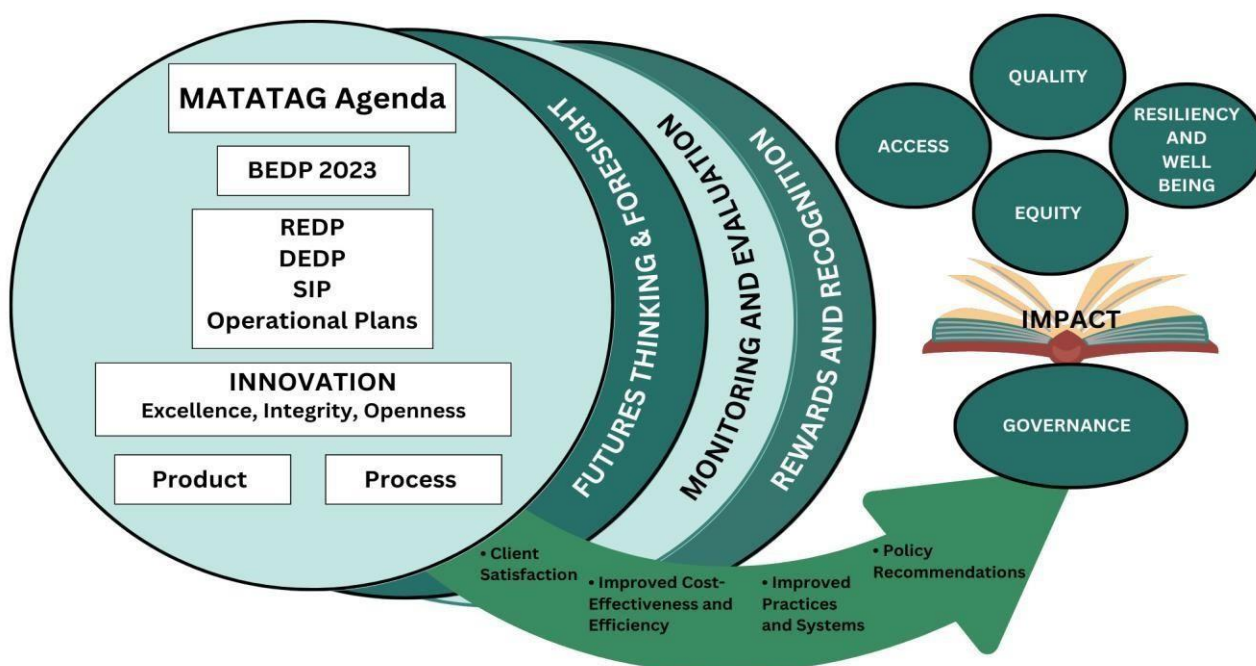 MATATAG Agenda
BEDP 2023
REDP
DEDP
SIP
Operational Plans
INNOVATION
Excellence, Integrity, Openness
Product
Process
FUTURES THINKING & FORESIGHT
MONITORING AND EVALUATION
REWARDS AND RECOGNITION
• Client
Satisfaction
• Improved Cost-
Effectiveness and
Efficiency
• Improved
Practices
and Systems
• Policy
Recommendations
QUALITY
ACCESS
RESILIENCY
AND
WELL
BEING
EQUITY
IMPACT
GOVERNANCE